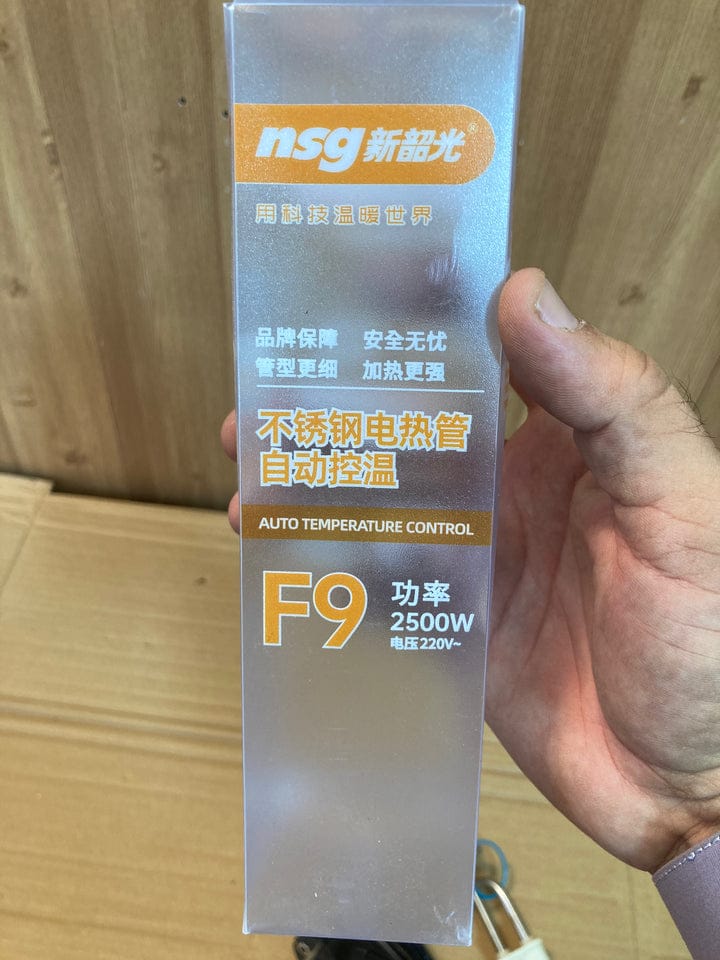 nsg新韶光®
用科技温暖世界
品牌保障 安全无忧
管型更细 加热更强
不锈钢电热管
自动控温
AUTO TEMPERATURE CONTROL
F9 功率
2500W
电压220V~